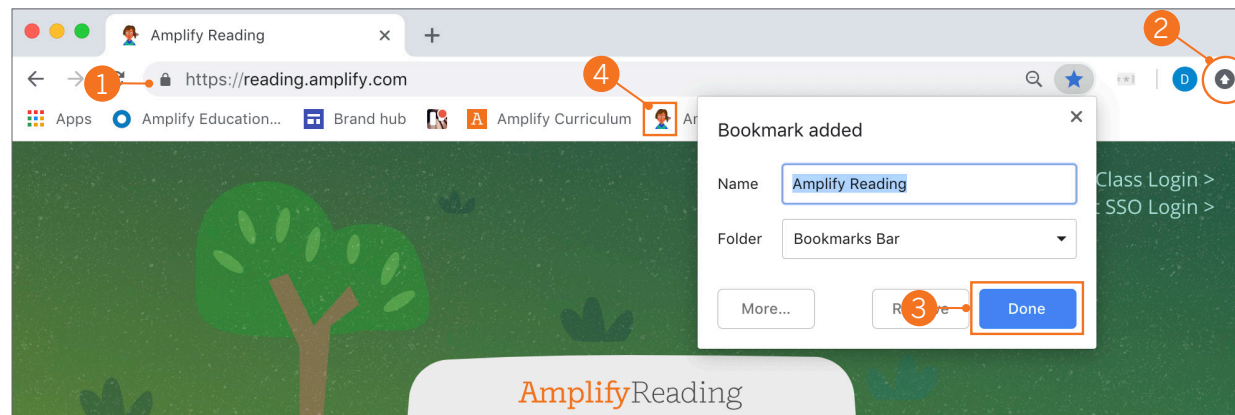 2
Amplify Reading
1
https://reading.amplify.com
4
D
Apps
Amplify Education...
Brand hub
A
Amplify Curriculum
Bookmark added
Name
Amplify Reading
Class Login >
SSO Login >
Folder
Bookmarks Bar
More...
3
Done
AmplifyReading